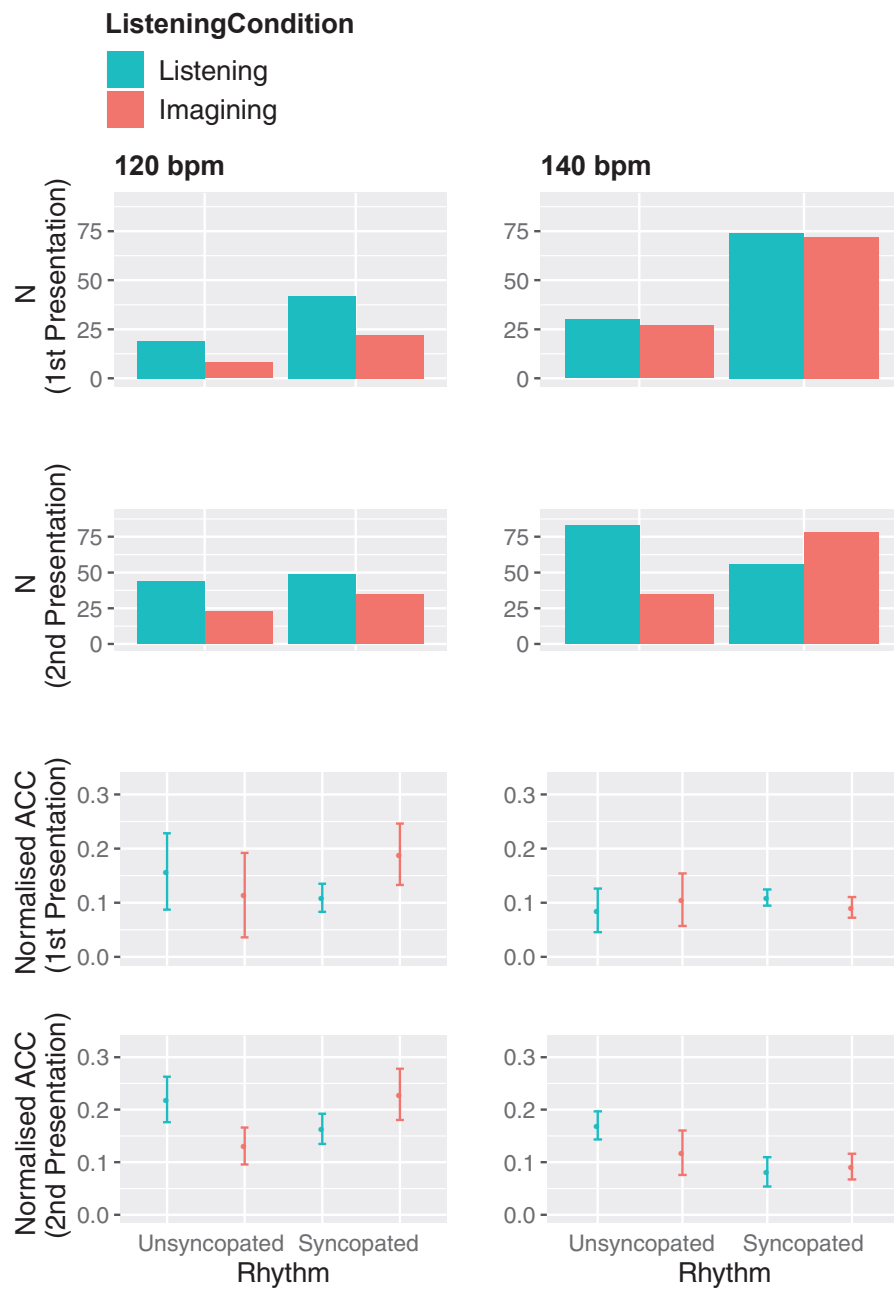 ListeningCondition
Listening
Imagining
120 bpm
140 bpm
N
(1st Presentation)
75
50
25
0
N
(2nd Presentation)
75
50
25
0
75
50
25
0
75
50
25
0
Normalised ACC
(1st Presentation)
0.3
0.2
0.1
0.0
0.3
0.2
0.1
0.0
Normalised ACC
(2nd Presentation)
0.3
0.2
0.1
0.0
0.3
0.2
0.1
0.0
Unsyncopated Syncopated
Rhythm
Unsyncopated Syncopated
Rhythm